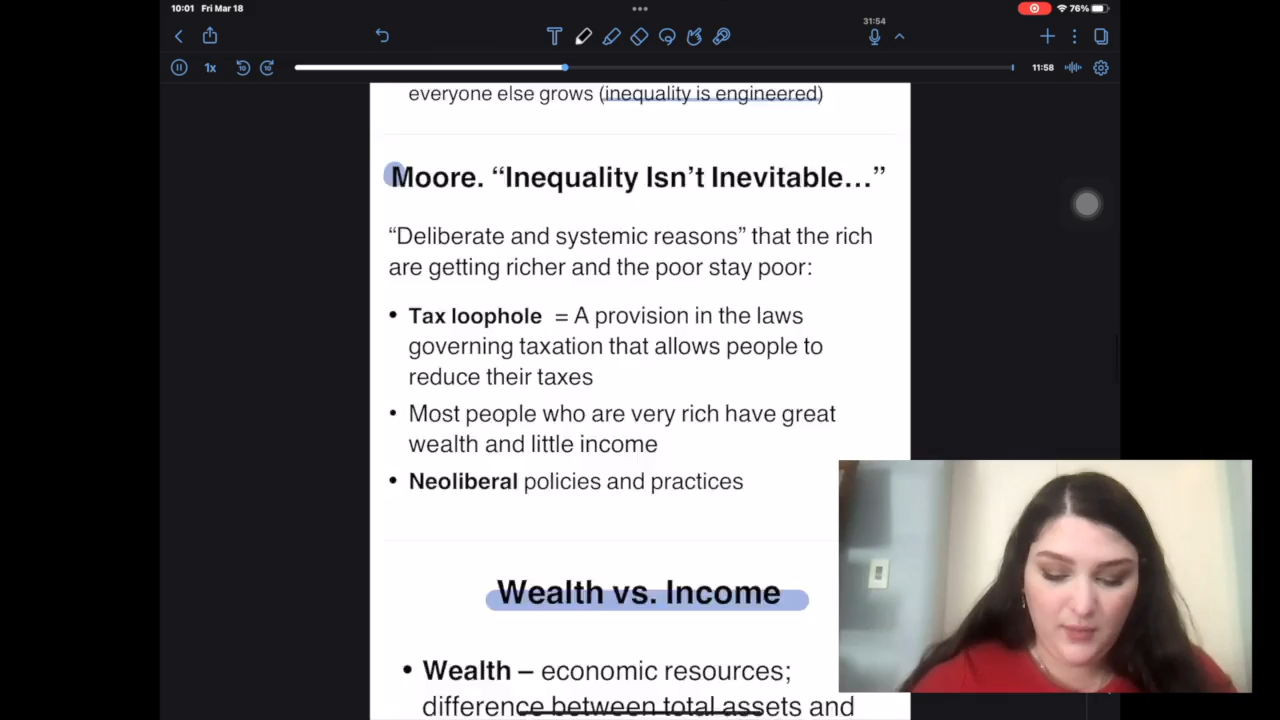 10:01 Fri Mar 18
76%
31:54
1x
10
10
11:58
everyone else grows (inequality is engineered)
Moore. “Inequality Isn’t Inevitable…”
“Deliberate and systemic reasons” that the rich
are getting richer and the poor stay poor:
• Tax loophole = A provision in the laws
governing taxation that allows people to
reduce their taxes
• Most people who are very rich have great
wealth and little income
• Neoliberal policies and practices
Wealth vs. Income
• Wealth – economic resources;
difference between total assets and